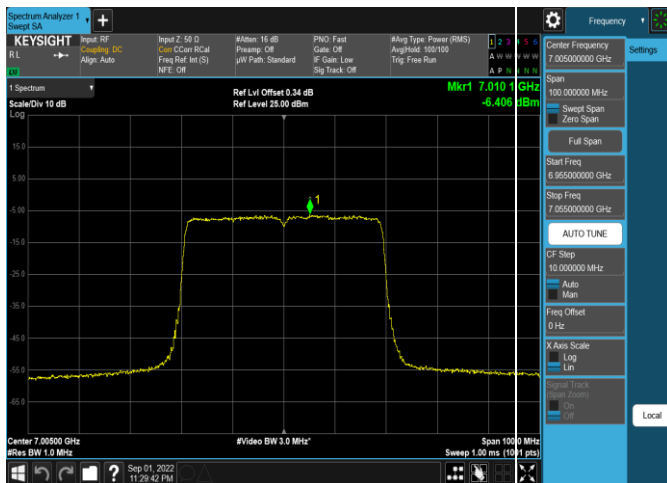 Spectrum Analyzer 1
Swept SA
+
Frequency
KEYSIGHT
RL
Input: RF
Coupling: DC
Align: Auto
Input Z: 50 Ω
Corr CCorr RCal
Freq Ref: Int (S)
NFE: Off
#Atten: 16 dB
Preamp: Off
µW Path: Standard
PNO: Fast
Gate: Off
IF Gain: Low
Sig Track: Off
#Avg Type: Power (RMS)
Avg|Hold: 100/100
Trig: Free Run
1 2 3 4 5 6
A W W W W W
A P N N N N
1 Spectrum
Scale/Div 10 dB
Log
Ref Lvl Offset 0.34 dB
Ref Level 25.00 dBm
Mkr1 7.010 1 GHz
-6.406 dBm
15.0
5.00
-5.00
-15.0
-25.0
-35.0
-45.0
-55.0
-65.0
1
Center 7.00500 GHz
#Res BW 1.0 MHz
#Video BW 3.0 MHz*
Span 100.0 MHz
Sweep 1.00 ms (1001 pts)
Sep 01, 2022
11:29:42 PM
?
Center Frequency
7.005000000 GHz
Span
100.000000 MHz
Swept Span
Zero Span
Full Span
Start Freq
6.955000000 GHz
Stop Freq
7.055000000 GHz
AUTO TUNE
CF Step
10.000000 MHz
Auto
Man
Freq Offset
0 Hz
X Axis Scale
Log
Lin
Signal Track
(Span Zoom)
On
Off
Settings
Local